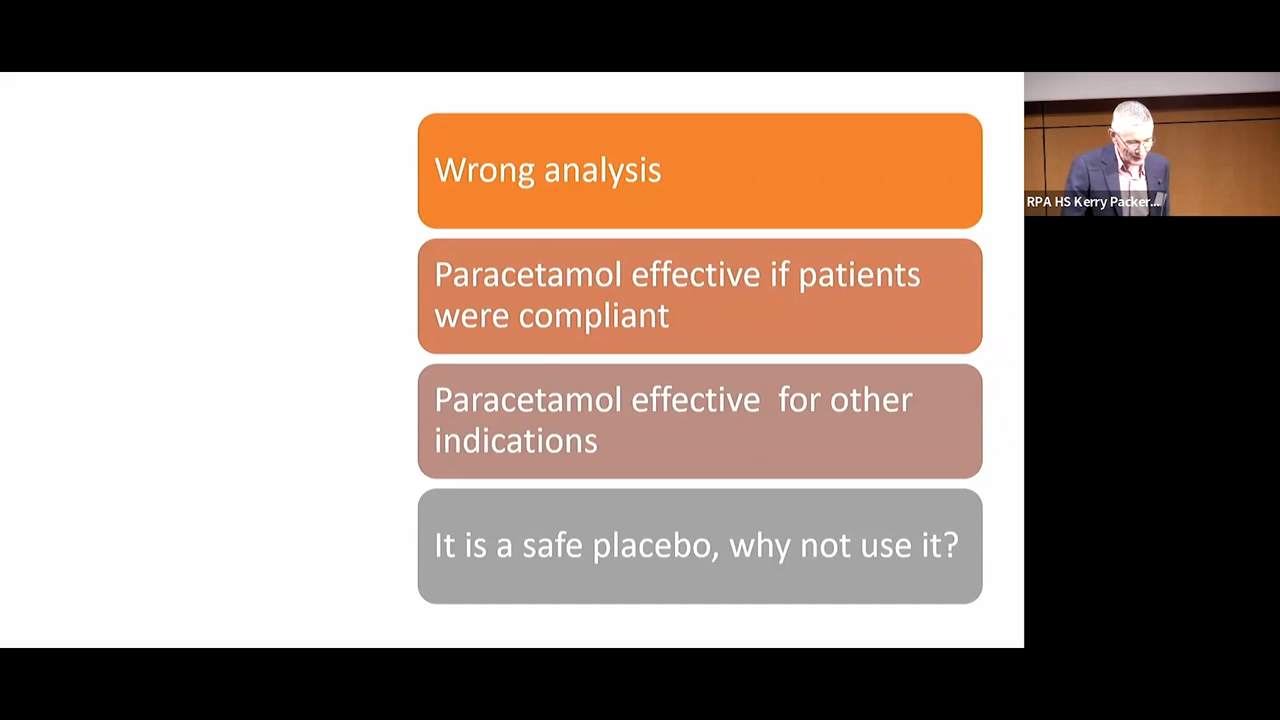 Wrong analysis
Paracetamol effective if patients
were compliant
Paracetamol effective  for other
indications
It is a safe placebo, why not use it?
RPA HS Kerry Packer...